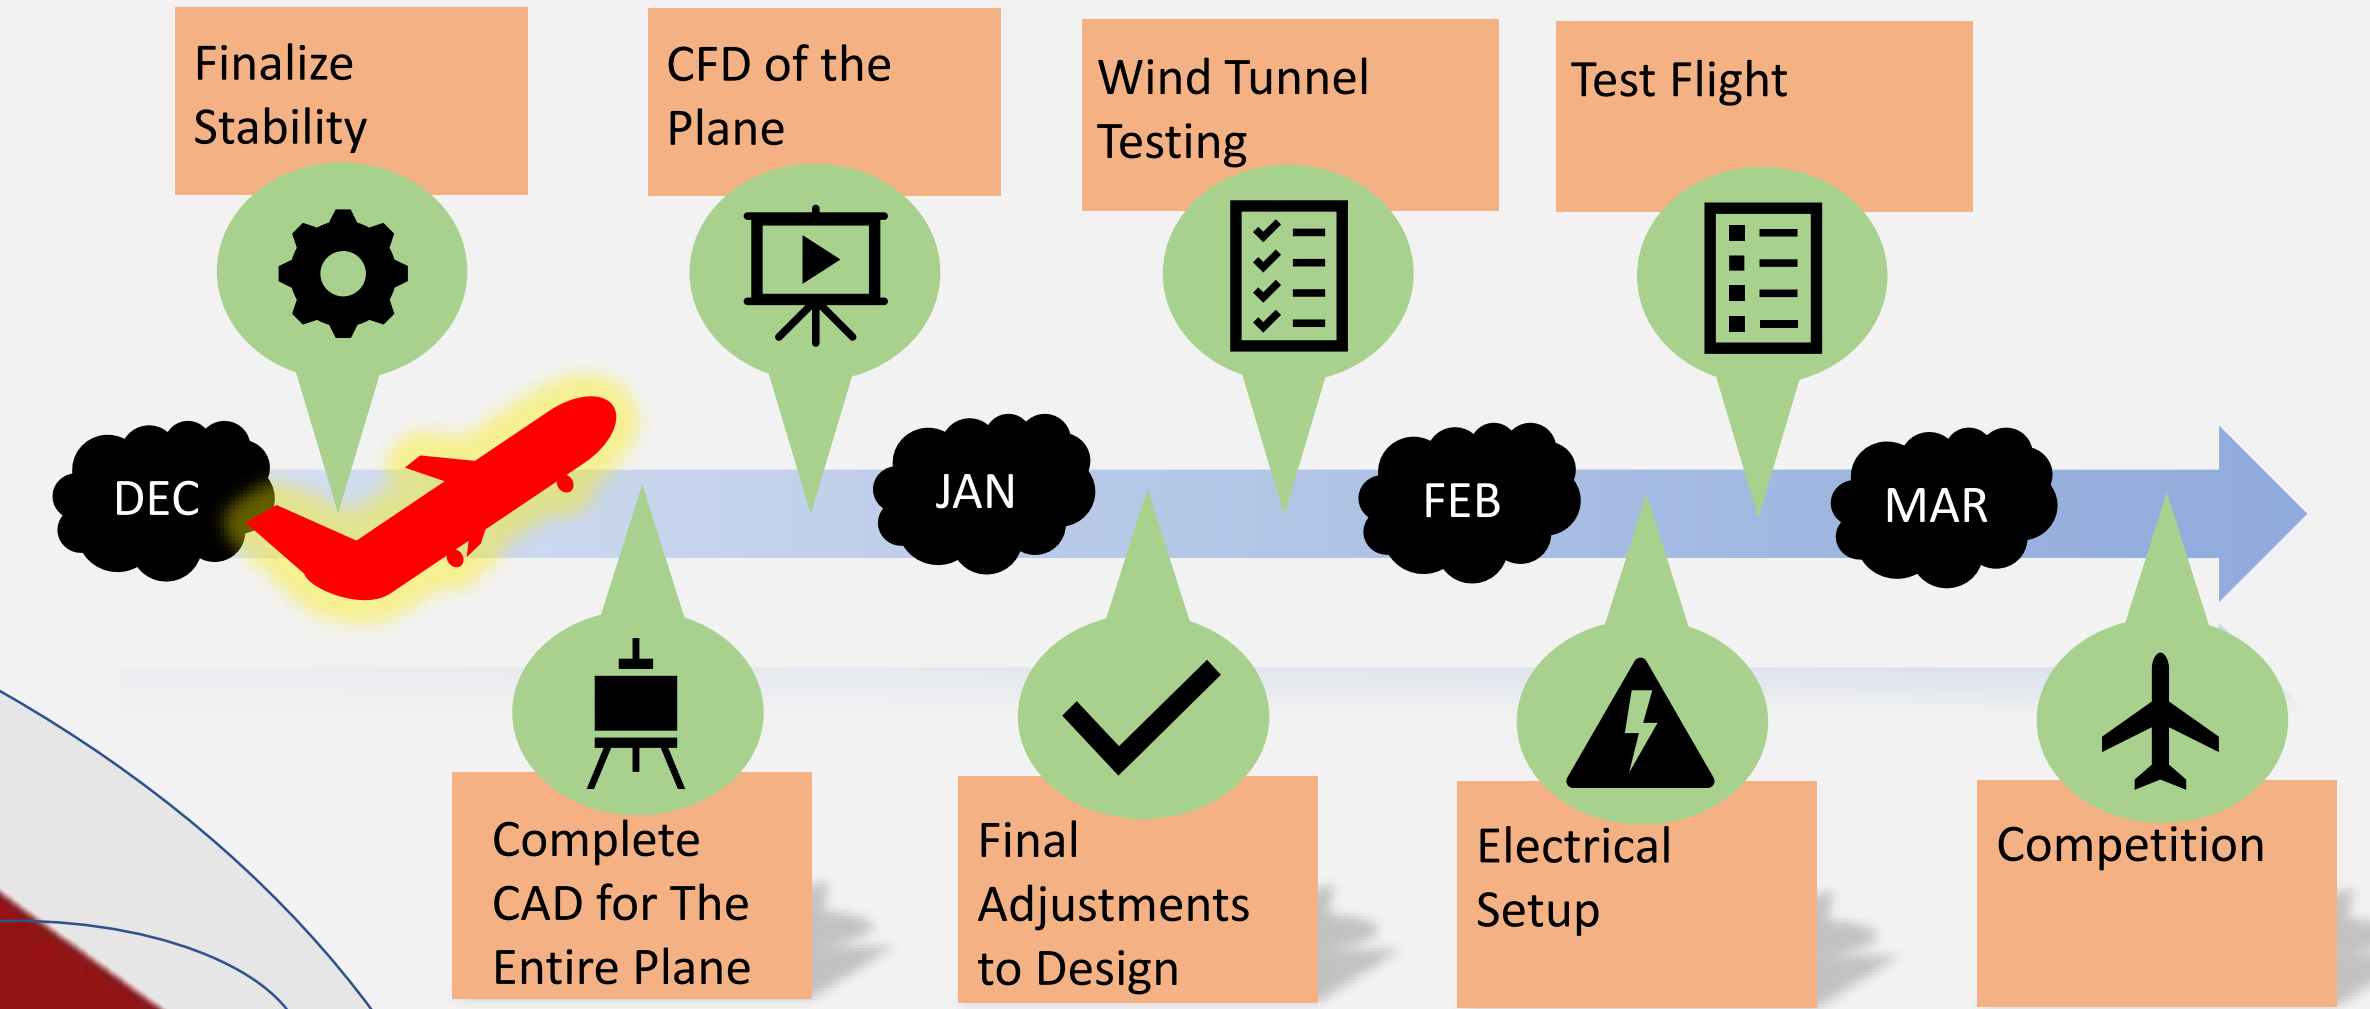 Finalize
Stability
CFD of the
Plane
Wind Tunnel
Testing
Test Flight
DEC
JAN
FEB
MAR
Complete
CAD for The
Entire Plane
Final
Adjustments
to Design
Electrical
Setup
Competition